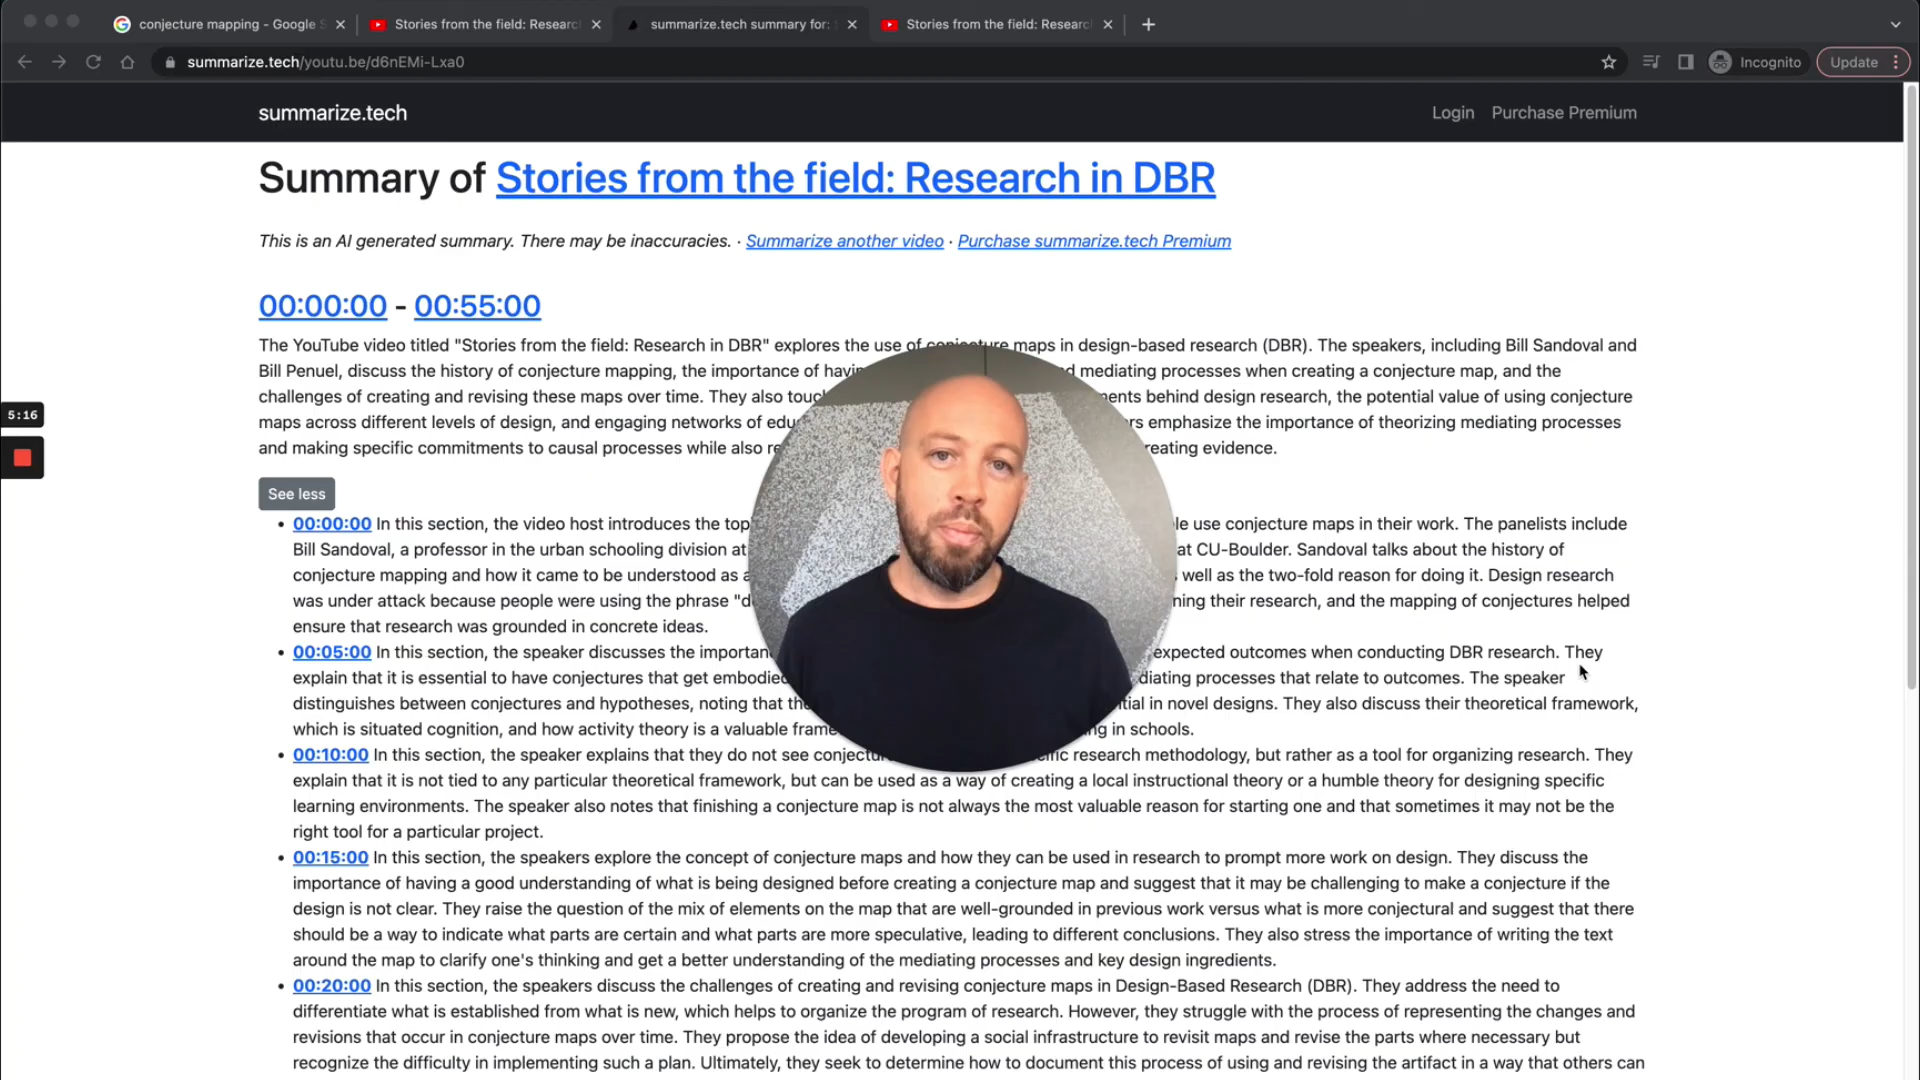 conjecture mapping - Google
Stories from the field: Researc
summarize.tech summary for:
Stories from the field: Researc
summarize.tech/youtu.be/d6nEMi-Lxa0
Incognito
Update
summarize.tech
Login
Purchase Premium
Summary of Stories from the field: Research in DBR
This is an AI generated summary. There may be inaccuracies. · Summarize another video · Purchase summarize.tech Premium
00:00:00 - 00:55:00
The YouTube video titled "Stories from the field: Research in DBR" explores the use of conjecture maps in design-based research (DBR). The speakers, including Bill Sandoval and
Bill Penuel, discuss the history of conjecture mapping, the importance of mediating processes when creating a conjecture map, and the
challenges of creating and revising these maps over time. They also behind design research, the potential value of using conjecture
maps across different levels of design, and engaging networks of emphasize the importance of theorizing mediating processes
and making specific commitments to causal processes while also evidence.
5:16
See less
• 00:00:00 In this section, the video host introduces the use conjecture maps in their work. The panelists include
Bill Sandoval, a professor in the urban schooling division at at CU-Boulder. Sandoval talks about the history of
conjecture mapping and how it came to be understood as well as the two-fold reason for doing it. Design research
was under attack because people were using the phrase their research, and the mapping of conjectures helped
ensure that research was grounded in concrete ideas.
• 00:05:00 In this section, the speaker discusses the expected outcomes when conducting DBR research. They
explain that it is essential to have conjectures that get embodied processes that relate to outcomes. The speaker
distinguishes between conjectures and hypotheses, noting that in novel designs. They also discuss their theoretical framework,
which is situated cognition, and how activity theory is a valuable in schools.
• 00:10:00 In this section, the speaker explains that they do not see research methodology, but rather as a tool for organizing research. They
explain that it is not tied to any particular theoretical framework, but can be used as a way of creating a local instructional theory or a humble theory for designing specific
learning environments. The speaker also notes that finishing a conjecture map is not always the most valuable reason for starting one and that sometimes it may not be the
right tool for a particular project.
• 00:15:00 In this section, the speakers explore the concept of conjecture maps and how they can be used in research to prompt more work on design. They discuss the
importance of having a good understanding of what is being designed before creating a conjecture map and suggest that it may be challenging to make a conjecture if the
design is not clear. They raise the question of the mix of elements on the map that are well-grounded in previous work versus what is more conjectural and suggest that there
should be a way to indicate what parts are certain and what parts are more speculative, leading to different conclusions. They also stress the importance of writing the text
around the map to clarify one's thinking and get a better understanding of the mediating processes and key design ingredients.
• 00:20:00 In this section, the speakers discuss the challenges of creating and revising conjecture maps in Design-Based Research (DBR). They address the need to
differentiate what is established from what is new, which helps to organize the program of research. However, they struggle with the process of representing the changes and
revisions that occur in conjecture maps over time. They propose the idea of developing a social infrastructure to revisit maps and revise the parts where necessary but
recognize the difficulty in implementing such a plan. Ultimately, they seek to determine how to document this process of using and revising the artifact in a way that others can